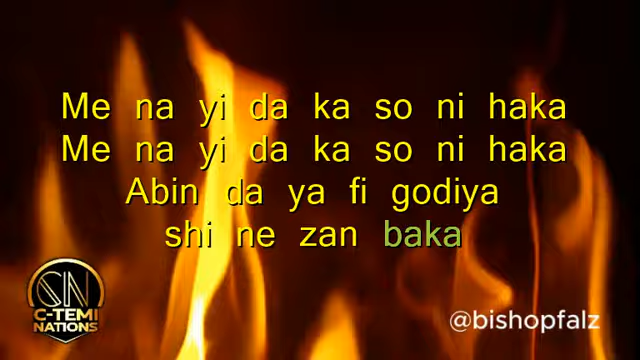 Me na yi da ka so ni haka
Me na yi da ka so ni haka
Abin da ya fi godiya
shi ne zan baka
C-TEMI
NATIONS
@bishopfalz